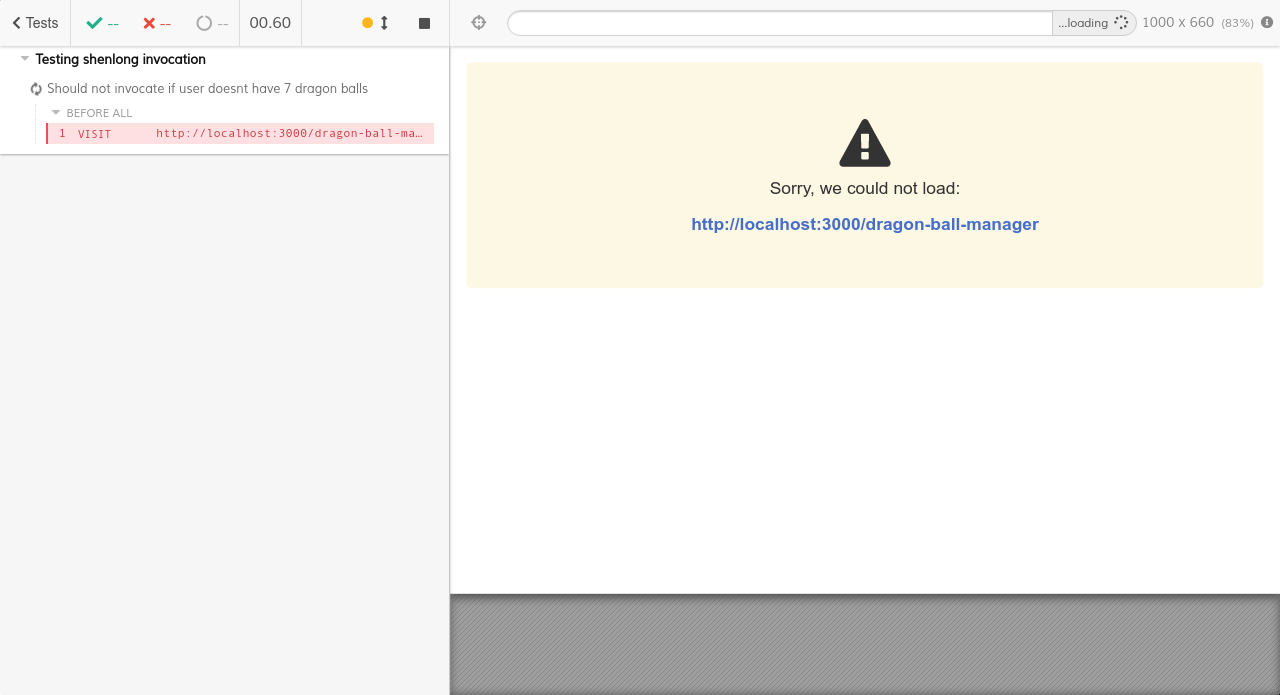 Tests -- -- -- 00.60 ...loading 1000 x 660 (83%)
Testing shenlong invocation
Should not invoke if user doesnt have 7 dragon balls
BEFORE ALL
1 VISIT http://localhost:3000/dragon-ball-ma…
Sorry, we could not load:
http://localhost:3000/dragon-ball-manager